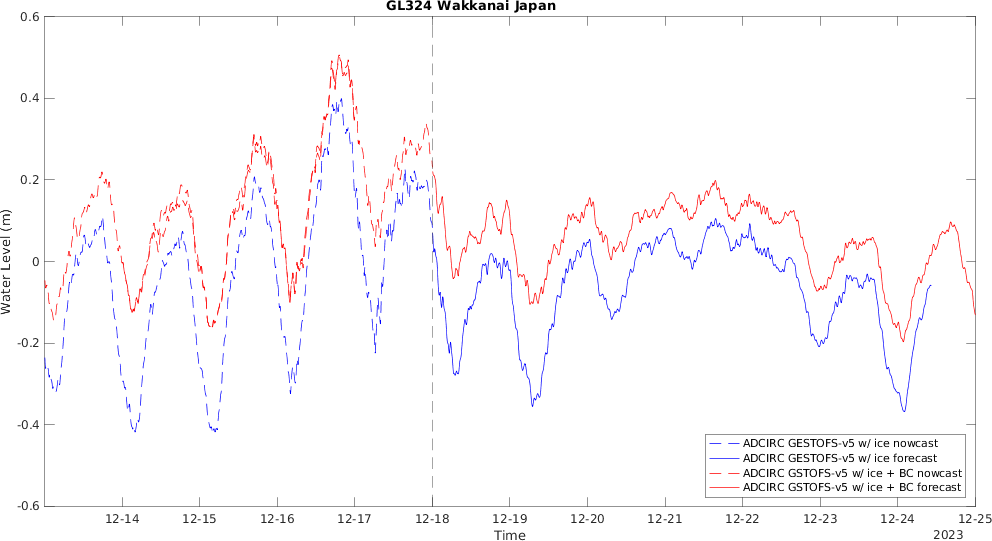 GL324 Wakkanai Japan
0.6
0.4
0.2
0
-0.2
-0.4
-0.6
Water Level (m)
12-14 12-15 12-16 12-17 12-18 12-19 12-20 12-21 12-22 12-23 12-24 12-25
Time
2023
ADCIRC GESTOFS-v5 w/ ice nowcast
ADCIRC GESTOFS-v5 w/ ice forecast
ADCIRC GSTOFS-v5 w/ ice + BC nowcast
ADCIRC GSTOFS-v5 w/ ice + BC forecast